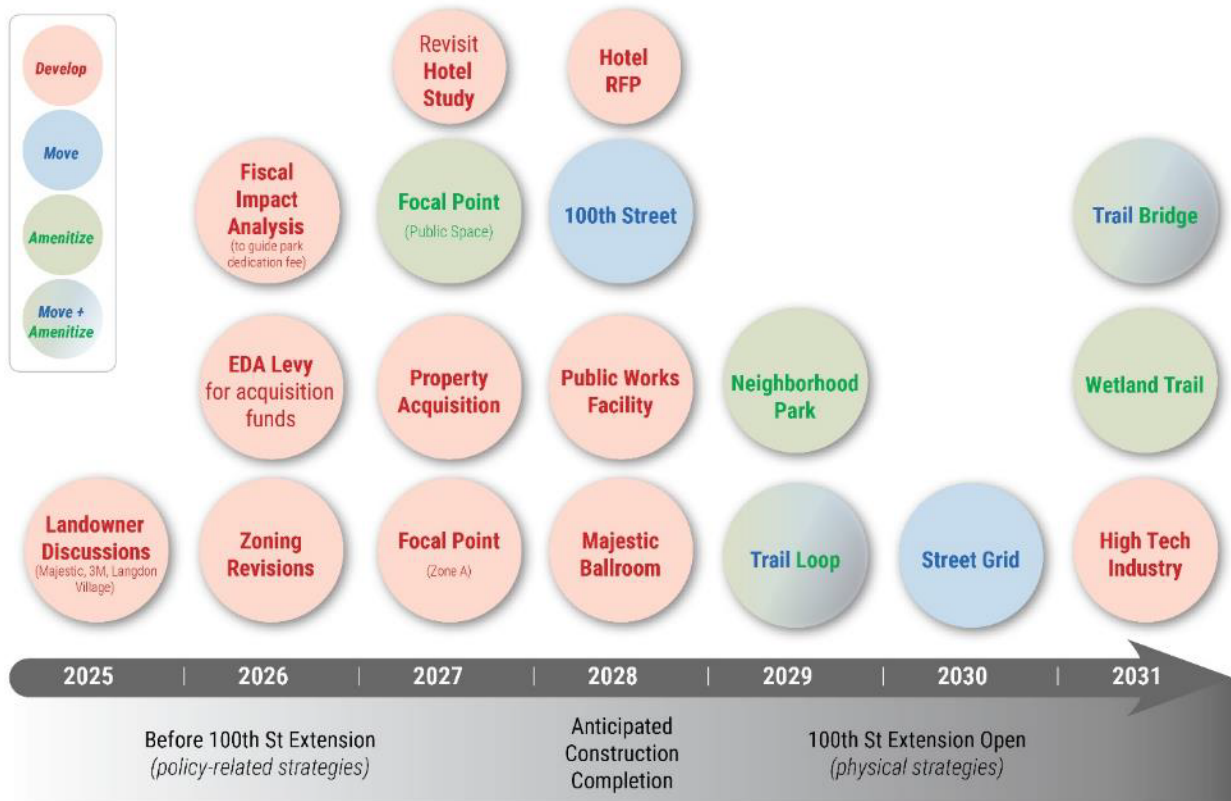 Develop
Move
Amenitize
Move +
Amenitize
Revisit
Hotel
Study
Hotel
RFP
Fiscal
Impact
Analysis
(to guide park
dedication fee)
Focal Point
(Public Space)
100th Street
Trail Bridge
EDA Levy
for acquisition
funds
Property
Acquisition
Public Works
Facility
Neighborhood
Park
Wetland Trail
Landowner
Discussions
(Majestic, 3M, Langdon
Village)
Zoning
Revisions
Focal Point
(Zone A)
Majestic
Ballroom
Trail Loop
Street Grid
High Tech
Industry
2025 | 2026 | 2027 | 2028 | 2029 | 2030 | 2031
Before 100th St Extension
(policy-related strategies)
Anticipated
Construction
Completion
100th St Extension Open
(physical strategies)